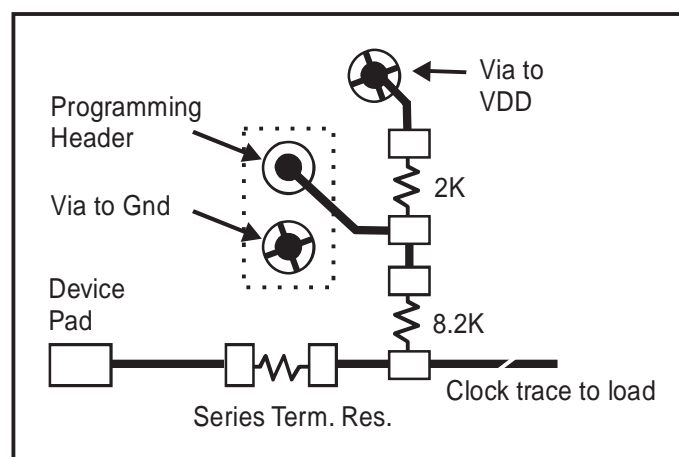 Via to
VDD
Programming
Header
2K
Via to Gnd
Device
Pad
8.2K
Clock trace to load
Series Term. Res.